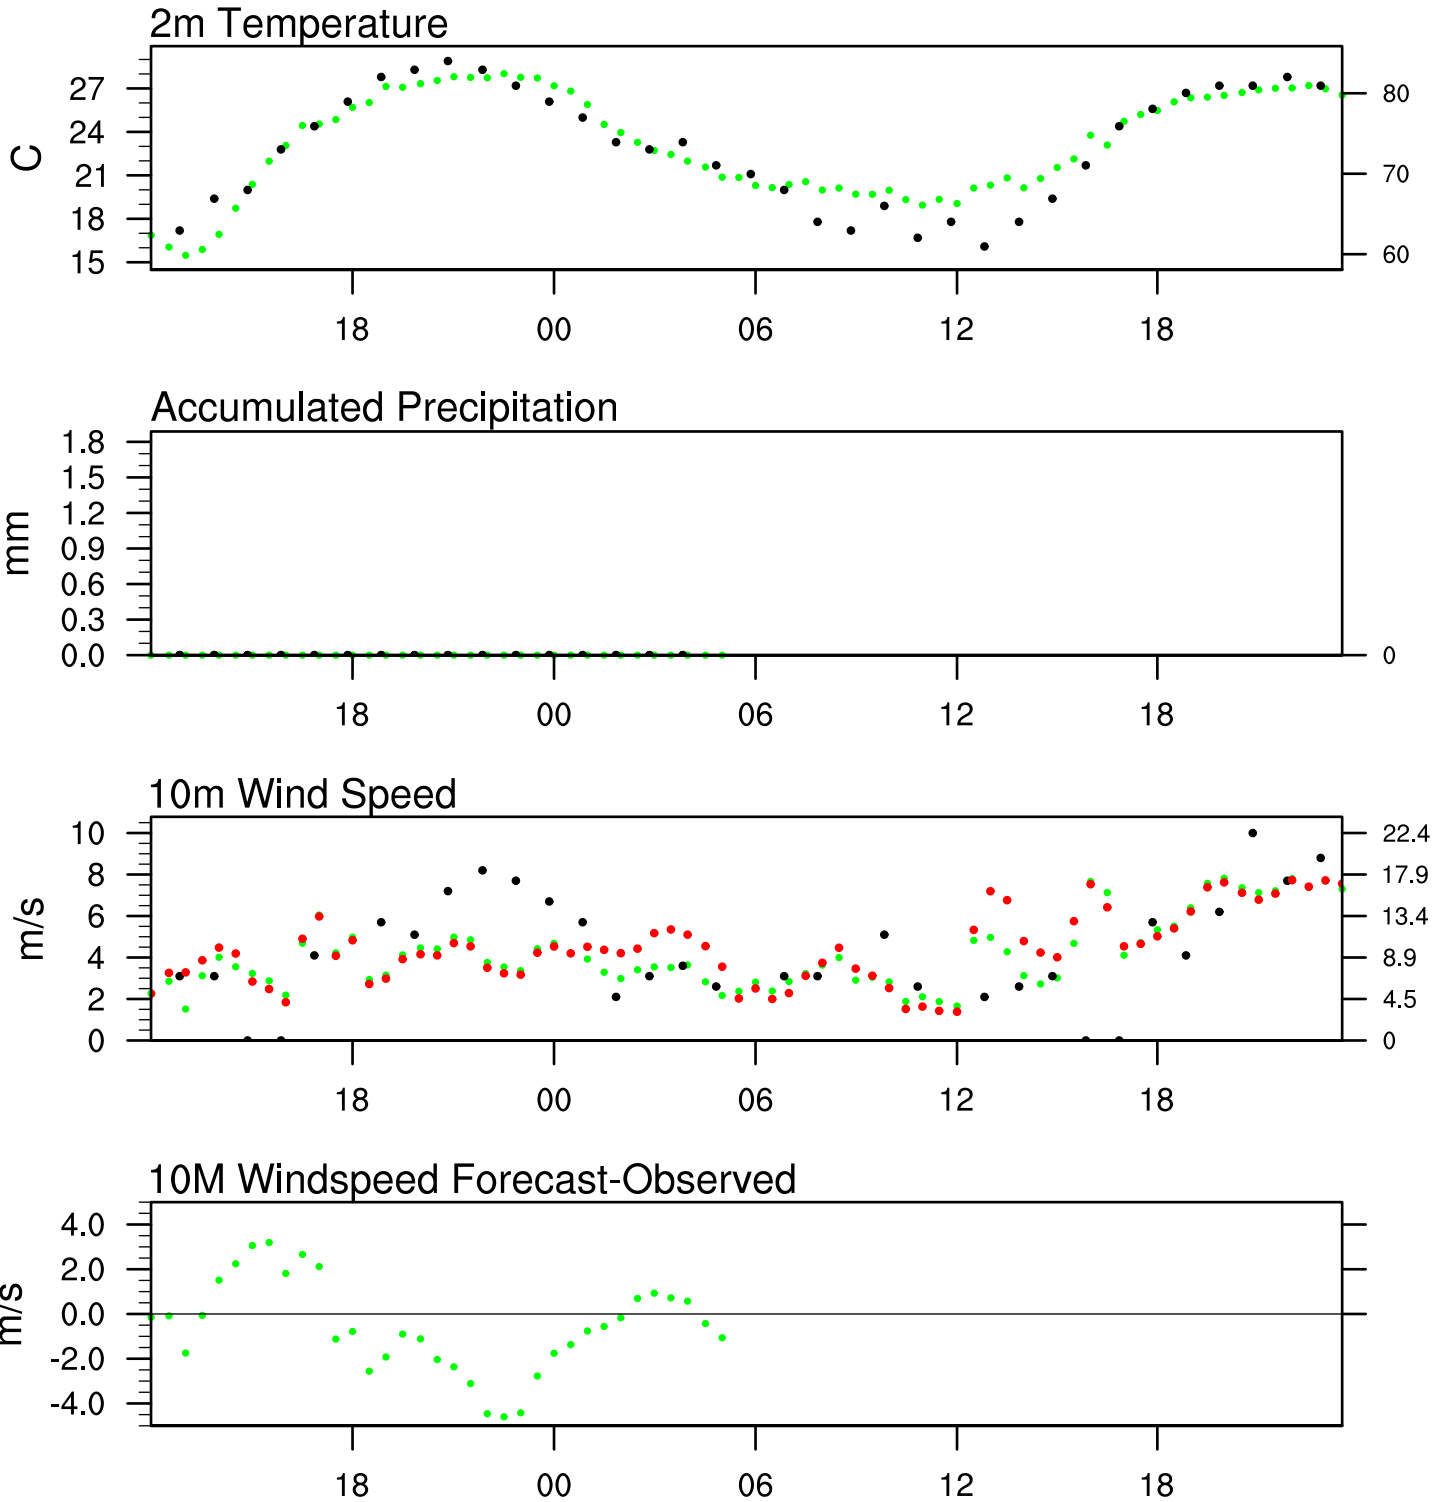 2m Temperature
27
24
21
18
15
C
80
70
60
18 00 06 12 18
Accumulated Precipitation
1.8
1.5
1.2
0.9
0.6
0.3
0.0
mm
0
18 00 06 12 18
10m Wind Speed
10
8
6
4
2
0
m/s
22.4
17.9
13.4
8.9
4.5
0
18 00 06 12 18
10M Windspeed Forecast-Observed
4.0
2.0
0.0
-2.0
-4.0
m/s
18 00 06 12 18